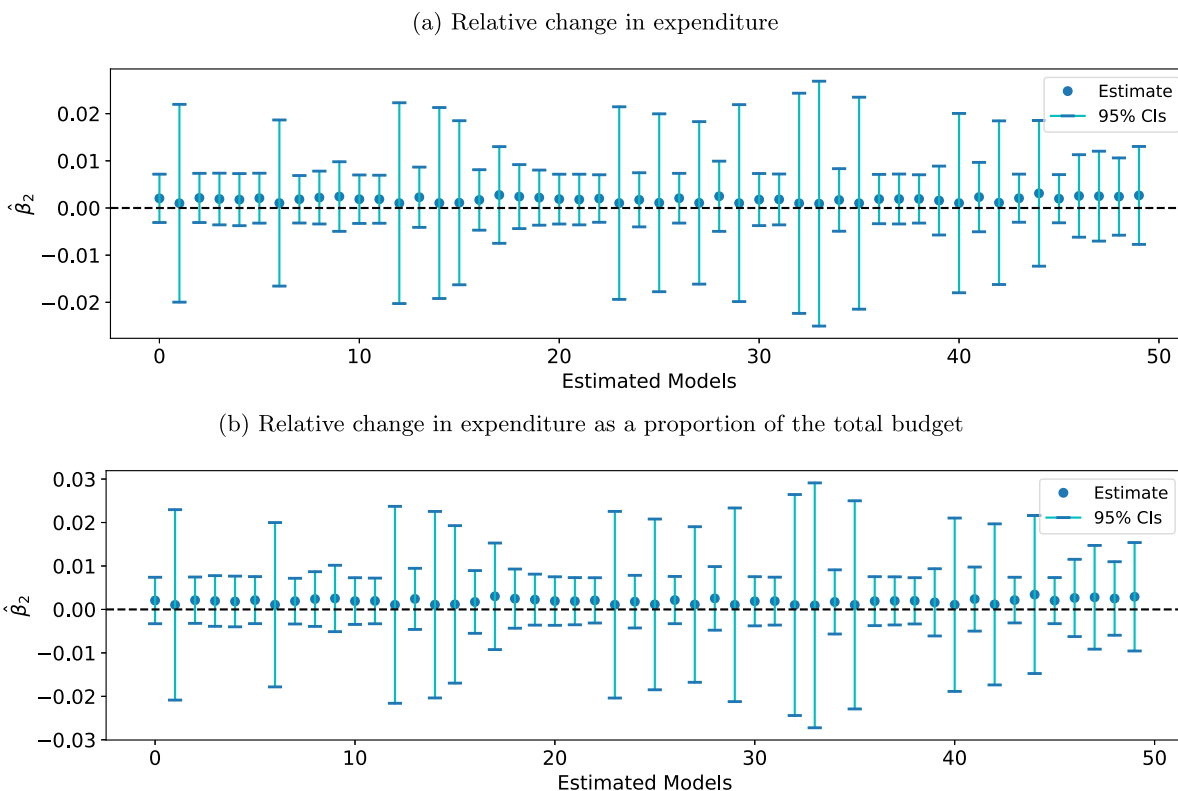 (a) Relative change in expenditure
0.02
0.01
0.00
−0.01
−0.02
β̂₂
Estimate
95% CIs
0 10 20 30 40 50
Estimated Models
(b) Relative change in expenditure as a proportion of the total budget
0.03
0.02
0.01
0.00
−0.01
−0.02
−0.03
β̂₂
Estimate
95% CIs
0 10 20 30 40 50
Estimated Models